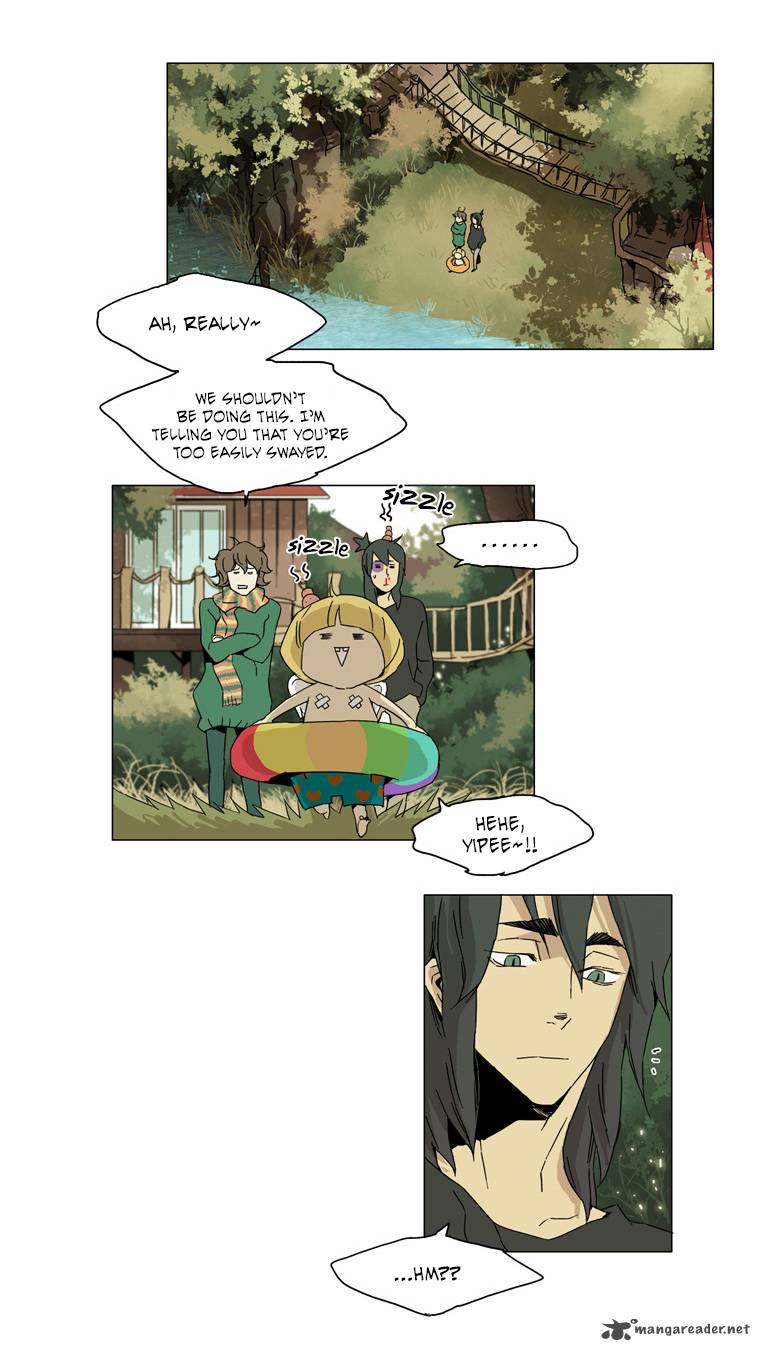 AH, REALLY~
WE SHOULDN'T
BE DOING THIS. I'M
TELLING YOU THAT YOU'RE
TOO EASILY SWAYED.
sizzle
sizzle
......
HEHE,
YIPEE~!!
...HM??
mangareader.net